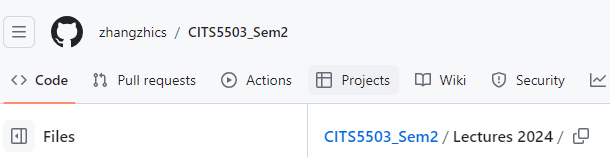 zhangzhics / CITS5503_Sem2
Code Pull requests Actions Projects Wiki Security
Files CITS5503_Sem2 / Lectures 2024 /